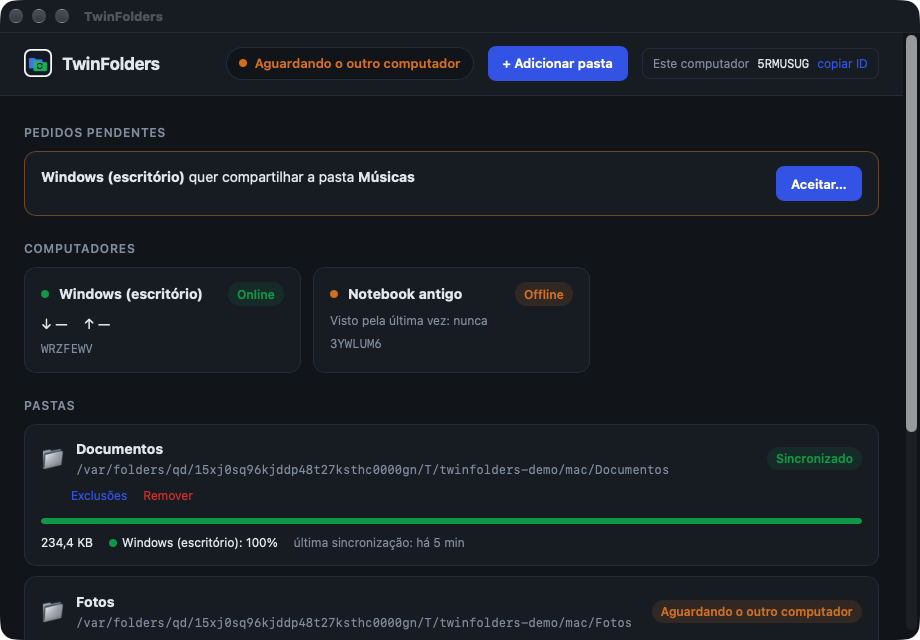 TwinFolders
TwinFolders
Aguardando o outro computador
+ Adicionar pasta
Este computador 5RMUSUG copiar ID
PEDIDOS PENDENTES
Windows (escritório) quer compartilhar a pasta Músicas
Aceitar...
COMPUTADORES
Windows (escritório) Online
↓ — ↑ —
WRZFEWV
Notebook antigo Offline
Visto pela última vez: nunca
3YWLUM6
PASTAS
Documentos
/var/folders/qd/15xj0sq96kjddp48t27ksthc0000gn/T/twinfolders-demo/mac/Documentos
Sincronizado
Exclusões Remover
234,4 KB Windows (escritório): 100% última sincronização: há 5 min
Fotos
/var/folders/qd/15xj0sq96kjddp48t27ksthc0000gn/T/twinfolders-demo/mac/Fotos
Aguardando o outro computador